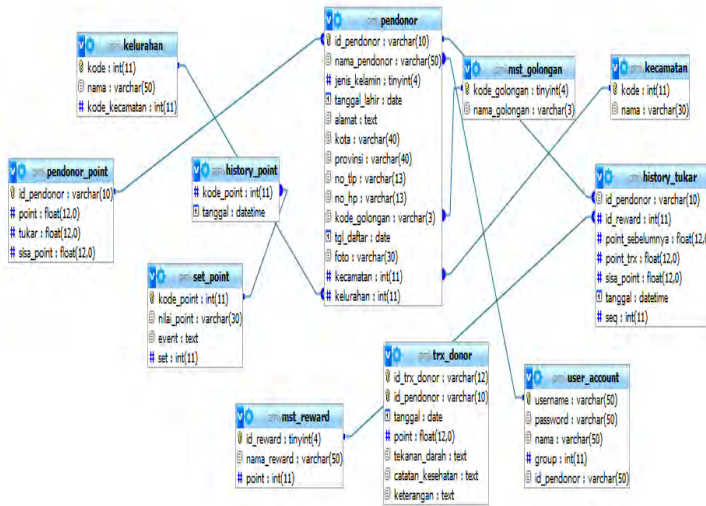 kelurahan
kode : int(11)
nama : varchar(50)
kode_kecamatan : int(11)
pendonor
id_pendonor : varchar(10)
nama_pendonor : varchar(50)
jenis_kelamin : tinyint(4)
tanggal_lahir : date
alamat : text
kota : varchar(40)
provinsi : varchar(40)
no_tlp : varchar(13)
no_hp : varchar(13)
kode_golongan : varchar(3)
tgl_daftar : date
foto : varchar(30)
kecamatan : int(11)
kelurahan : int(11)
mst_golongan
kode_golongan : tinyint(4)
nama_golongan : varchar(3)
kecamatan
kode : int(11)
nama : varchar(30)
pendonor_point
id_pendonor : varchar(10)
point : float(12,0)
tukar : float(12,0)
sisa_point : float(12,0)
history_point
kode_point : int(11)
tanggal : datetime
history_tukar
id_pendonor : varchar(10)
id_reward : int(11)
point_sebelumnya : float(12,0
point_trx : float(12,0)
sisa_point : float(12,0)
tanggal : datetime
seq : int(11)
set_point
kode_point : int(11)
nilai_point : varchar(30)
event : text
set : int(11)
trx_donor
id_trx_donor : varchar(12)
id_pendonor : varchar(10)
tanggal : date
point : float(12,0)
tekanan_darah : text
catatan_kesehatan : text
keterangan : text
user_account
username : varchar(50)
password : varchar(50)
nama : varchar(50)
group : int(11)
id_pendonor : varchar(50)
mst_reward
id_reward : tinyint(4)
nama_reward : varchar(50)
point : int(11)